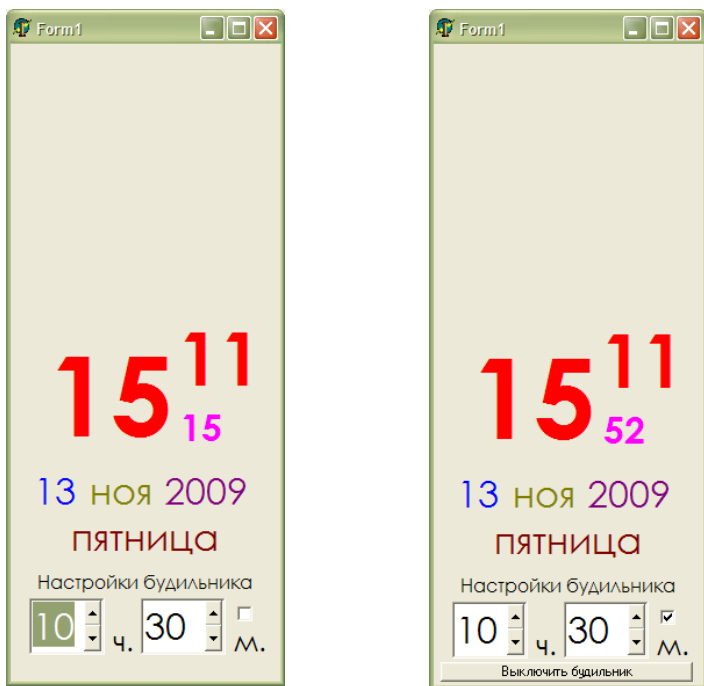 Form1
15 11
15
13 ноя 2009
пятница
Настройки будильника
10 ч. 30 м.
Form1
15 11
52
13 ноя 2009
пятница
Настройки будильника
10 ч. 30 м.
Выключить будильник